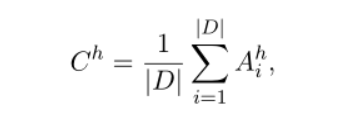 C^h = \frac{1}{|D|} \sum_{i=1}^{|D|} A_i^h,